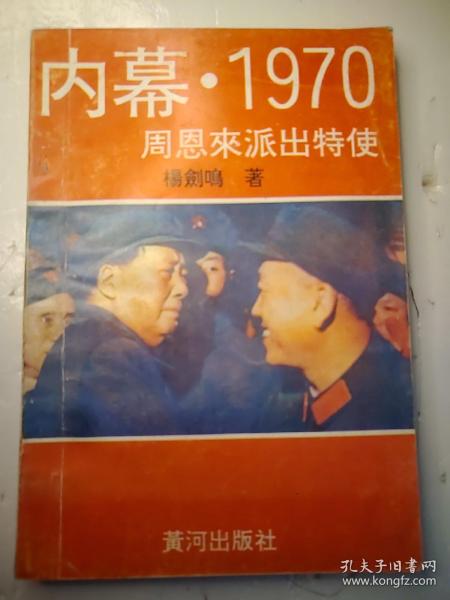 内幕·1970
周恩來派出特使
楊劍鳴 著
黃河出版社
孔夫子旧书网
www.kongfz.com